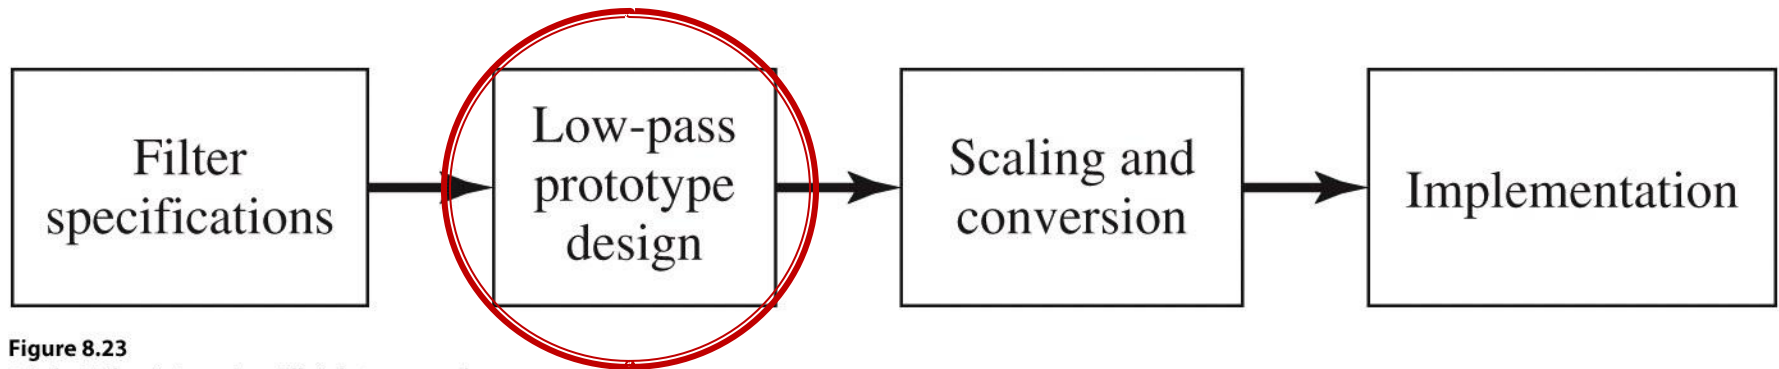 Filter
specifications
Low-pass
prototype
design
Scaling and
conversion
Implementation
Figure 8.23